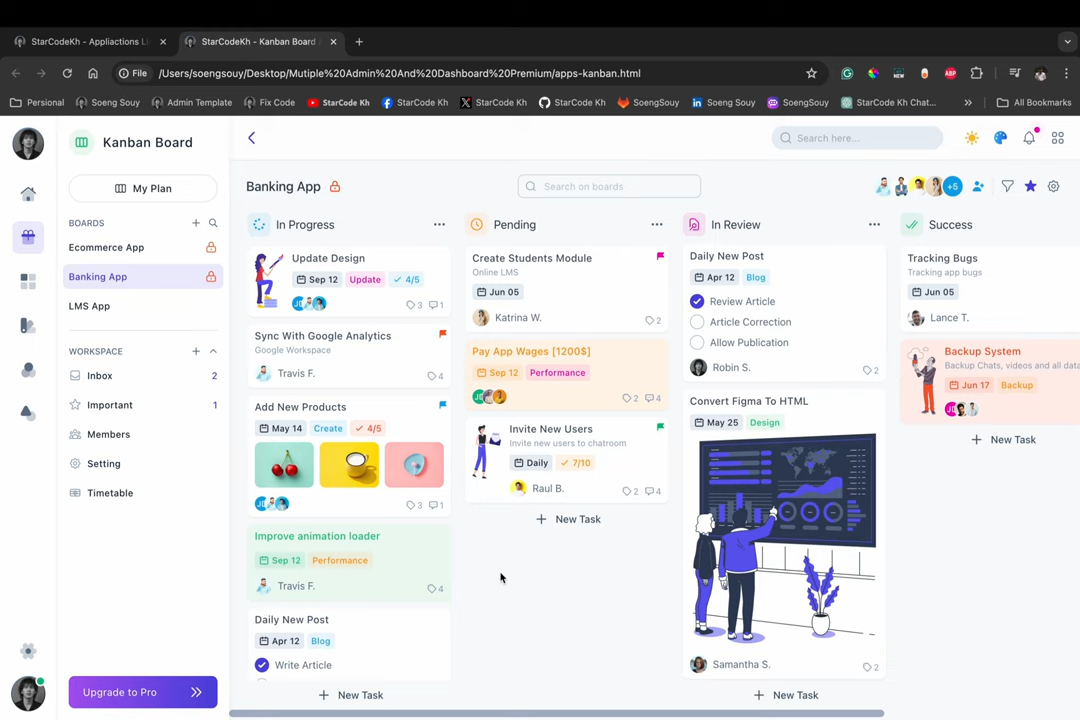 StarCodeKh - Appliactions Li
StarCodeKh - Kanban Board
File
/Users/soengsouy/Desktop/Mutiple%20Admin%20And%20Dashboard%20Premium/apps-kanban.html
NEW
ABP
Persional
Soeng Souy
Admin Template
Fix Code
StarCode Kh
StarCode Kh
StarCode Kh
StarCode Kh
SoengSouy
Soeng Souy
SoengSouy
StarCode Kh Chat...
All Bookmarks
Kanban Board
Search here...
My Plan
BOARDS
Ecommerce App
Banking App
LMS App
WORKSPACE
Inbox 2
Important 1
Members
Setting
Timetable
Upgrade to Pro
Banking App
Search on boards
+5
In Progress
Update Design
Sep 12 Update 4/5
3 1
Sync With Google Analytics
Google Workspace
Travis F. 4
Add New Products
May 14 Create 4/5
3 1
Improve animation loader
Sep 12 Performance
Travis F. 4
Daily New Post
Apr 12 Blog
Write Article
New Task
Pending
Create Students Module
Online LMS
Jun 05
Katrina W. 2
Pay App Wages [1200$]
Sep 12 Performance
2 4
Invite New Users
Invite new users to chatroom
Daily 7/10
Raul B. 2 4
New Task
In Review
Daily New Post
Apr 12 Blog
Review Article
Article Correction
Allow Publication
Robin S. 2
Convert Figma To HTML
May 25 Design
Samantha S. 2
New Task
Success
Tracking Bugs
Tracking app bugs
Jun 05
Lance T.
Backup System
Backup Chats, videos and all data
Jun 17 Backup
New Task